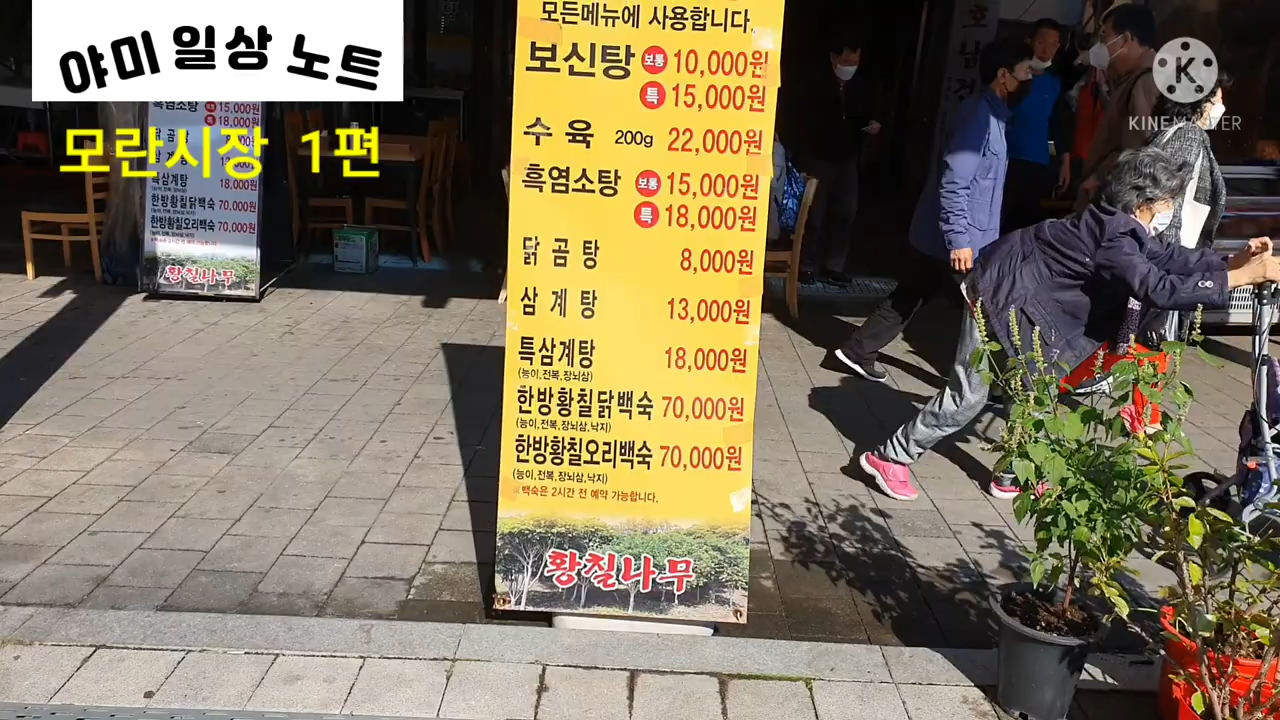 야미 일상 노트
모란시장 1편
KINEMASTER
모든메뉴에 사용합니다.
보신탕 보통 10,000원
특 15,000원
수육 200g 22,000원
흑염소탕 보통 15,000원
특 18,000원
닭곰탕 8,000원
삼계탕 13,000원
특삼계탕 18,000원
(능이,전복,장뇌삼)
한방황칠닭백숙 70,000원
(능이,전복,장뇌삼,낙지)
한방황칠오리백숙 70,000원
(능이,전복,장뇌삼,낙지)
※백숙은 2시간 전 예약 가능합니다.
황칠나무
흑염소탕 보통 15,000원
특 18,000원
특삼계탕 18,000원
(능이,전복,장뇌삼)
한방황칠닭백숙 70,000원
한방황칠오리백숙 70,000원
황칠나무